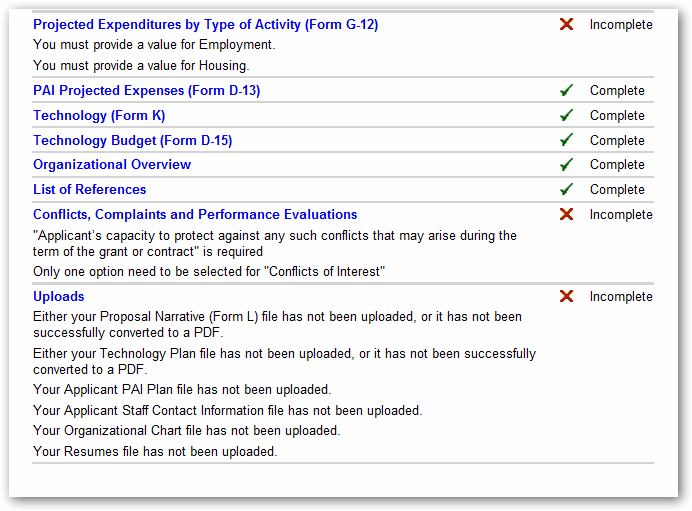 Projected Expenditures by Type of Activity (Form G-12) Incomplete
You must provide a value for Employment.
You must provide a value for Housing.
PAI Projected Expenses (Form D-13) Complete
Technology (Form K) Complete
Technology Budget (Form D-15) Complete
Organizational Overview Complete
List of References Complete
Conflicts, Complaints and Performance Evaluations Incomplete
"Applicant's capacity to protect against any such conflicts that may arise during the
term of the grant or contract" is required
Only one option need to be selected for "Conflicts of Interest"
Uploads Incomplete
Either your Proposal Narrative (Form L) file has not been uploaded, or it has not been
successfully converted to a PDF.
Either your Technology Plan file has not been uploaded, or it has not been successfully
converted to a PDF.
Your Applicant PAI Plan file has not been uploaded.
Your Applicant Staff Contact Information file has not been uploaded.
Your Organizational Chart file has not been uploaded.
Your Resumes file has not been uploaded.